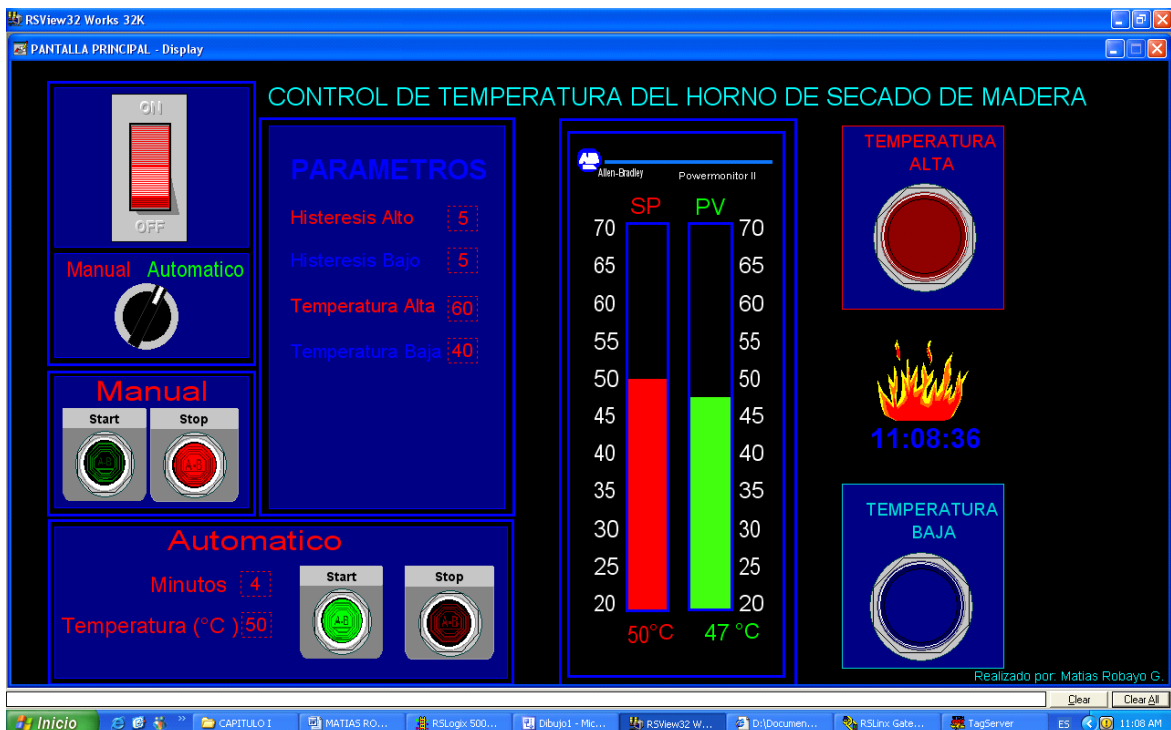 RSView32 Works 32K
PANTALLA PRINCIPAL - Display
CONTROL DE TEMPERATURA DEL HORNO DE SECADO DE MADERA
ON
OFF
Manual Automatico
PARAMETROS
Histeresis Alto 5
Histeresis Bajo 5
Temperatura Alta 60
Temperatura Baja 40
Manual
Start Stop
A-B A-B
Automatico
Minutos 4
Temperatura (°C ) 50
Start Stop
A-B A-B
AB
Allen-Bradley Powermonitor II
SP PV
70 70
65 65
60 60
55 55
50 50
45 45
40 40
35 35
30 30
25 25
20 20
50°C 47 °C
TEMPERATURA
ALTA
11:08:36
TEMPERATURA
BAJA
Realizado por: Matias Robayo G.
Clear Clear All
Inicio » CAPITULO I MATIAS RO... RSLogix 500... Dibujo1 - Mic... RSView32 W... D:\Documen... RSLinx Gate... TagServer ES 11:08 AM